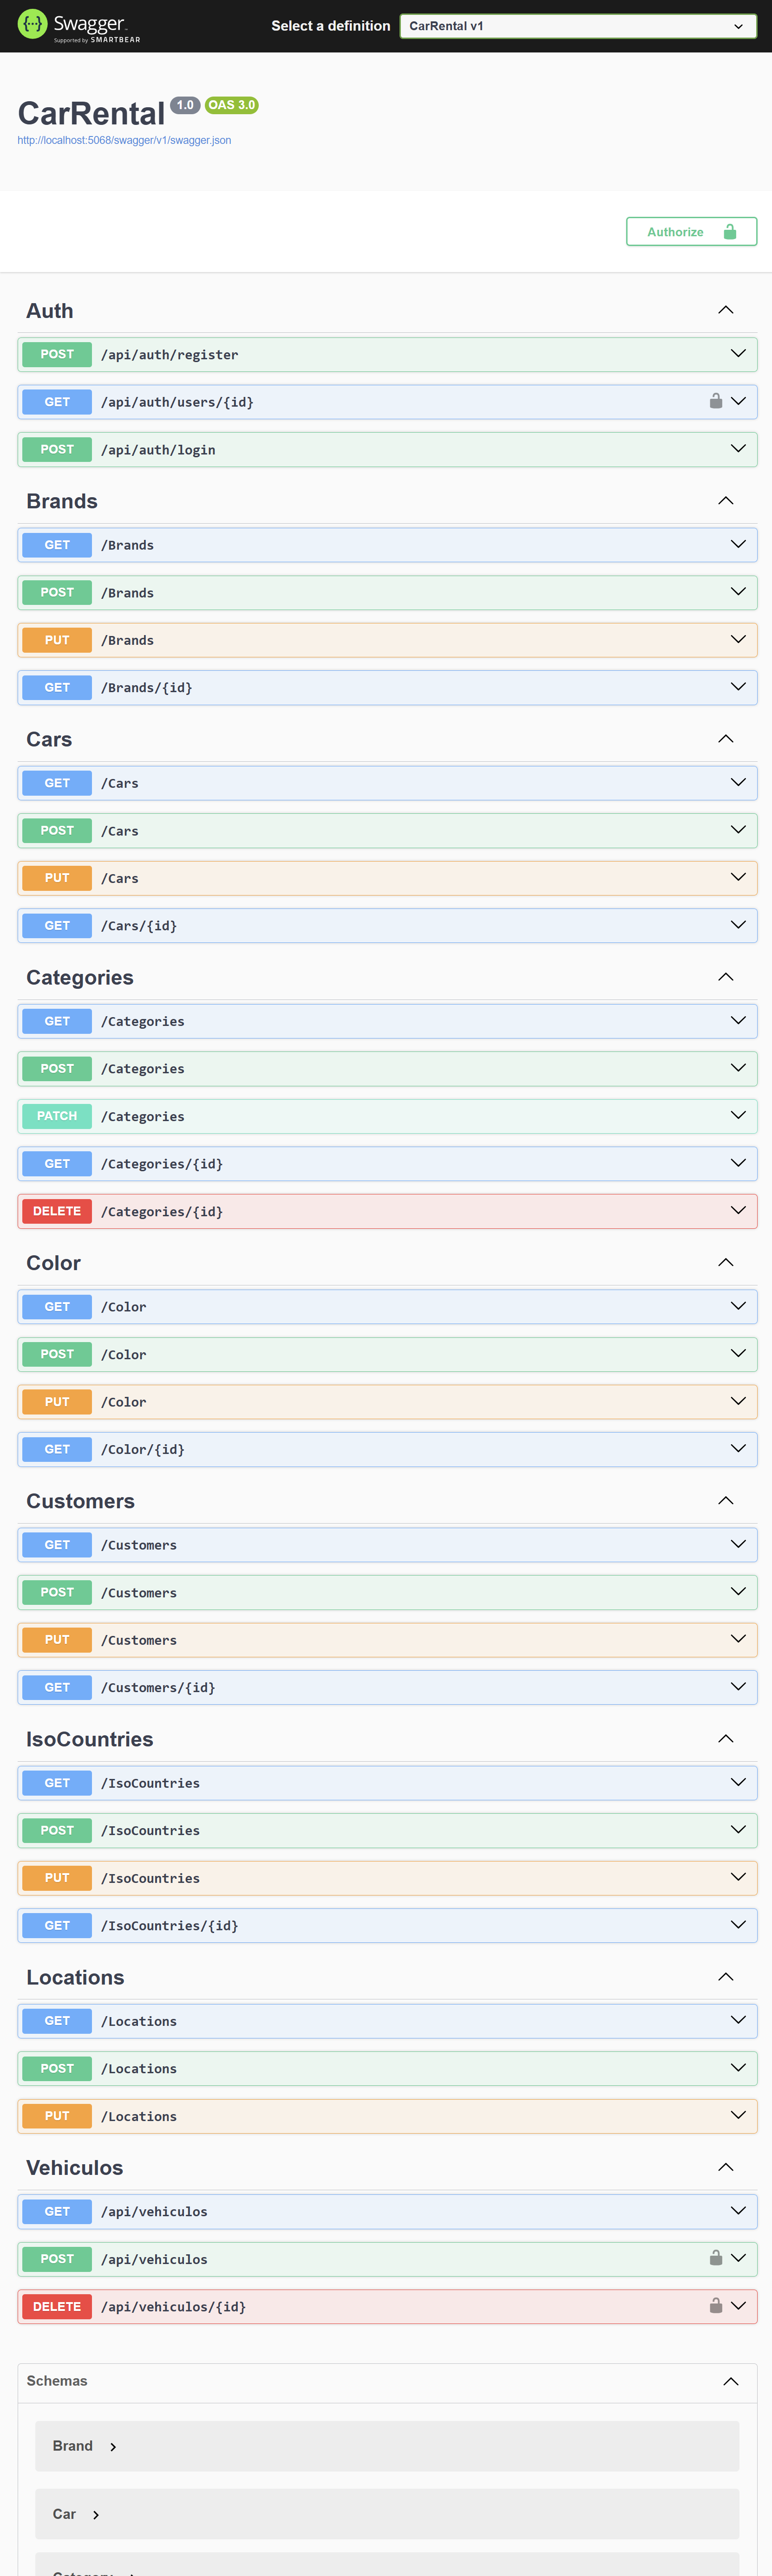 Swagger
Supported by SMARTBEAR
Select a definition
CarRental v1
CarRental 1.0 OAS 3.0
http://localhost:5068/swagger/v1/swagger.json
Authorize
Auth
POST /api/auth/register
GET /api/auth/users/{id}
POST /api/auth/login
Brands
GET /Brands
POST /Brands
PUT /Brands
GET /Brands/{id}
Cars
GET /Cars
POST /Cars
PUT /Cars
GET /Cars/{id}
Categories
GET /Categories
POST /Categories
PATCH /Categories
GET /Categories/{id}
DELETE /Categories/{id}
Color
GET /Color
POST /Color
PUT /Color
GET /Color/{id}
Customers
GET /Customers
POST /Customers
PUT /Customers
GET /Customers/{id}
IsoCountries
GET /IsoCountries
POST /IsoCountries
PUT /IsoCountries
GET /IsoCountries/{id}
Locations
GET /Locations
POST /Locations
PUT /Locations
Vehiculos
GET /api/vehiculos
POST /api/vehiculos
DELETE /api/vehiculos/{id}
Schemas
Brand
Car